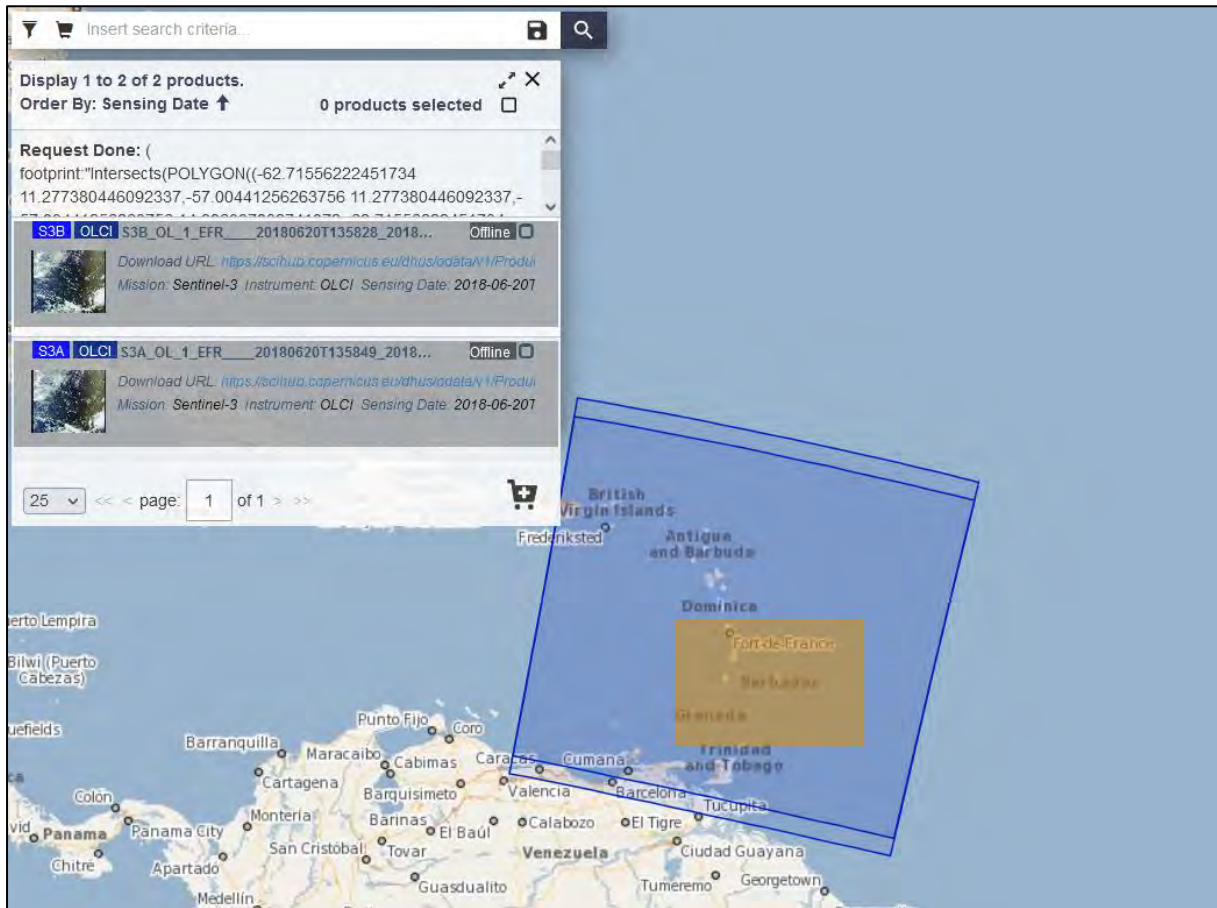 Insert search criteria...
Display 1 to 2 of 2 products.
Order By: Sensing Date
0 products selected
Request Done: (
footprint:"Intersects(POLYGON((-62.71556222451734
11.277380446092337,-57.00441256263756 11.277380446092337,-
S3B OLCI S3B_OL_1_EFR____20180620T135828_2018... Offline
Download URL: https://scihub.copernicus.eu/dhus/odata/v1/Produ
Mission: Sentinel-3 Instrument: OLCI Sensing Date: 2018-06-20T
S3A OLCI S3A_OL_1_EFR____20180620T135849_2018... Offline
Download URL: https://scihub.copernicus.eu/dhus/odata/v1/Produ
Mission: Sentinel-3 Instrument: OLCI Sensing Date: 2018-06-20T
25 << < page: 1 of 1 > >>
British
Virgin Islands
Frederiksted
Antigua
and Barbuda
Dominica
Fort-de-France
Barbados
Grenada
Trinidad
and Tobago
erto Lempira
Bilwi (Puerto
Cabezas)
uefields
Punto Fijo
Coro
Barranquilla
Maracaibo
Cabimas
Caracas
Cumana
Cartagena
Barquisimeto
Valencia
Barcelona
Tucupita
Colón
Montería
Barinas
El Baúl
Calabozo
El Tigre
vid
Panama
Panama City
San Cristóbal
Tovar
Venezuela
Ciudad Guayana
Chitré
Apartadó
Guasdualito
Tumeremo
Georgetown
Medellín